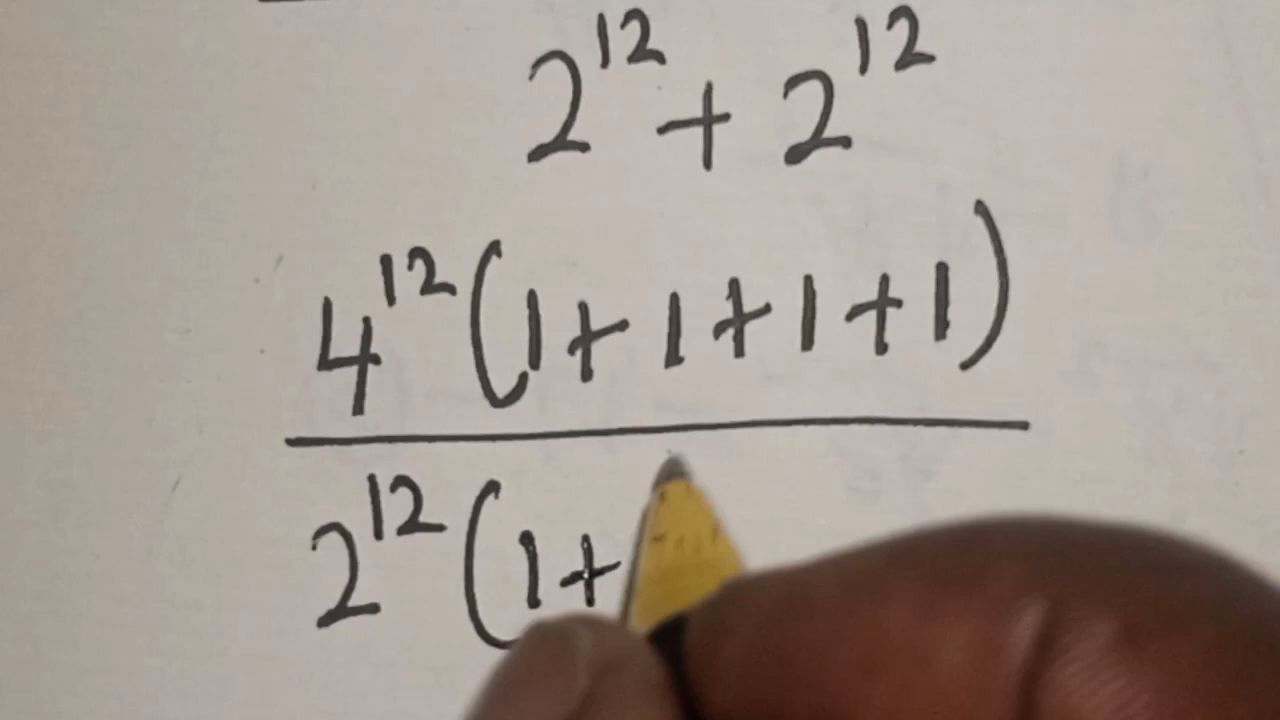 2^12 + 2^12
4^12 (1 + 1 + 1 + 1)
2^12 (1 +